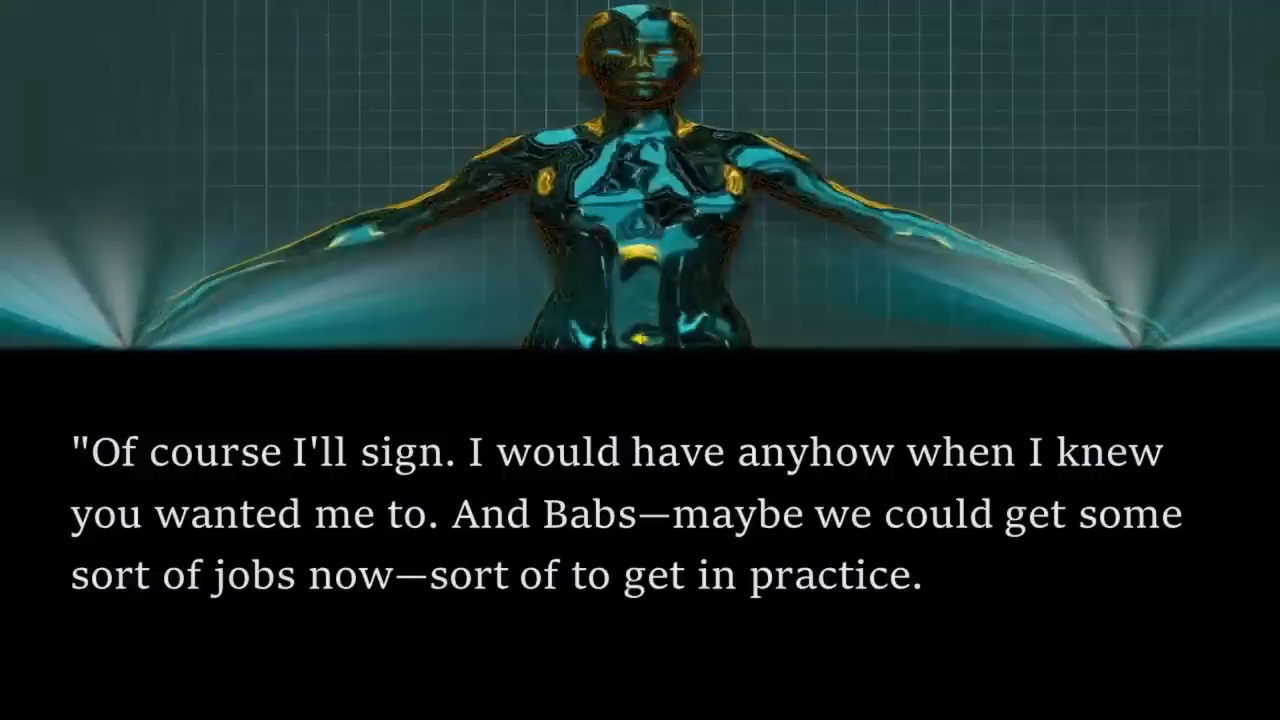 "Of course I'll sign. I would have anyhow when I knew
you wanted me to. And Babs—maybe we could get some
sort of jobs now—sort of to get in practice.